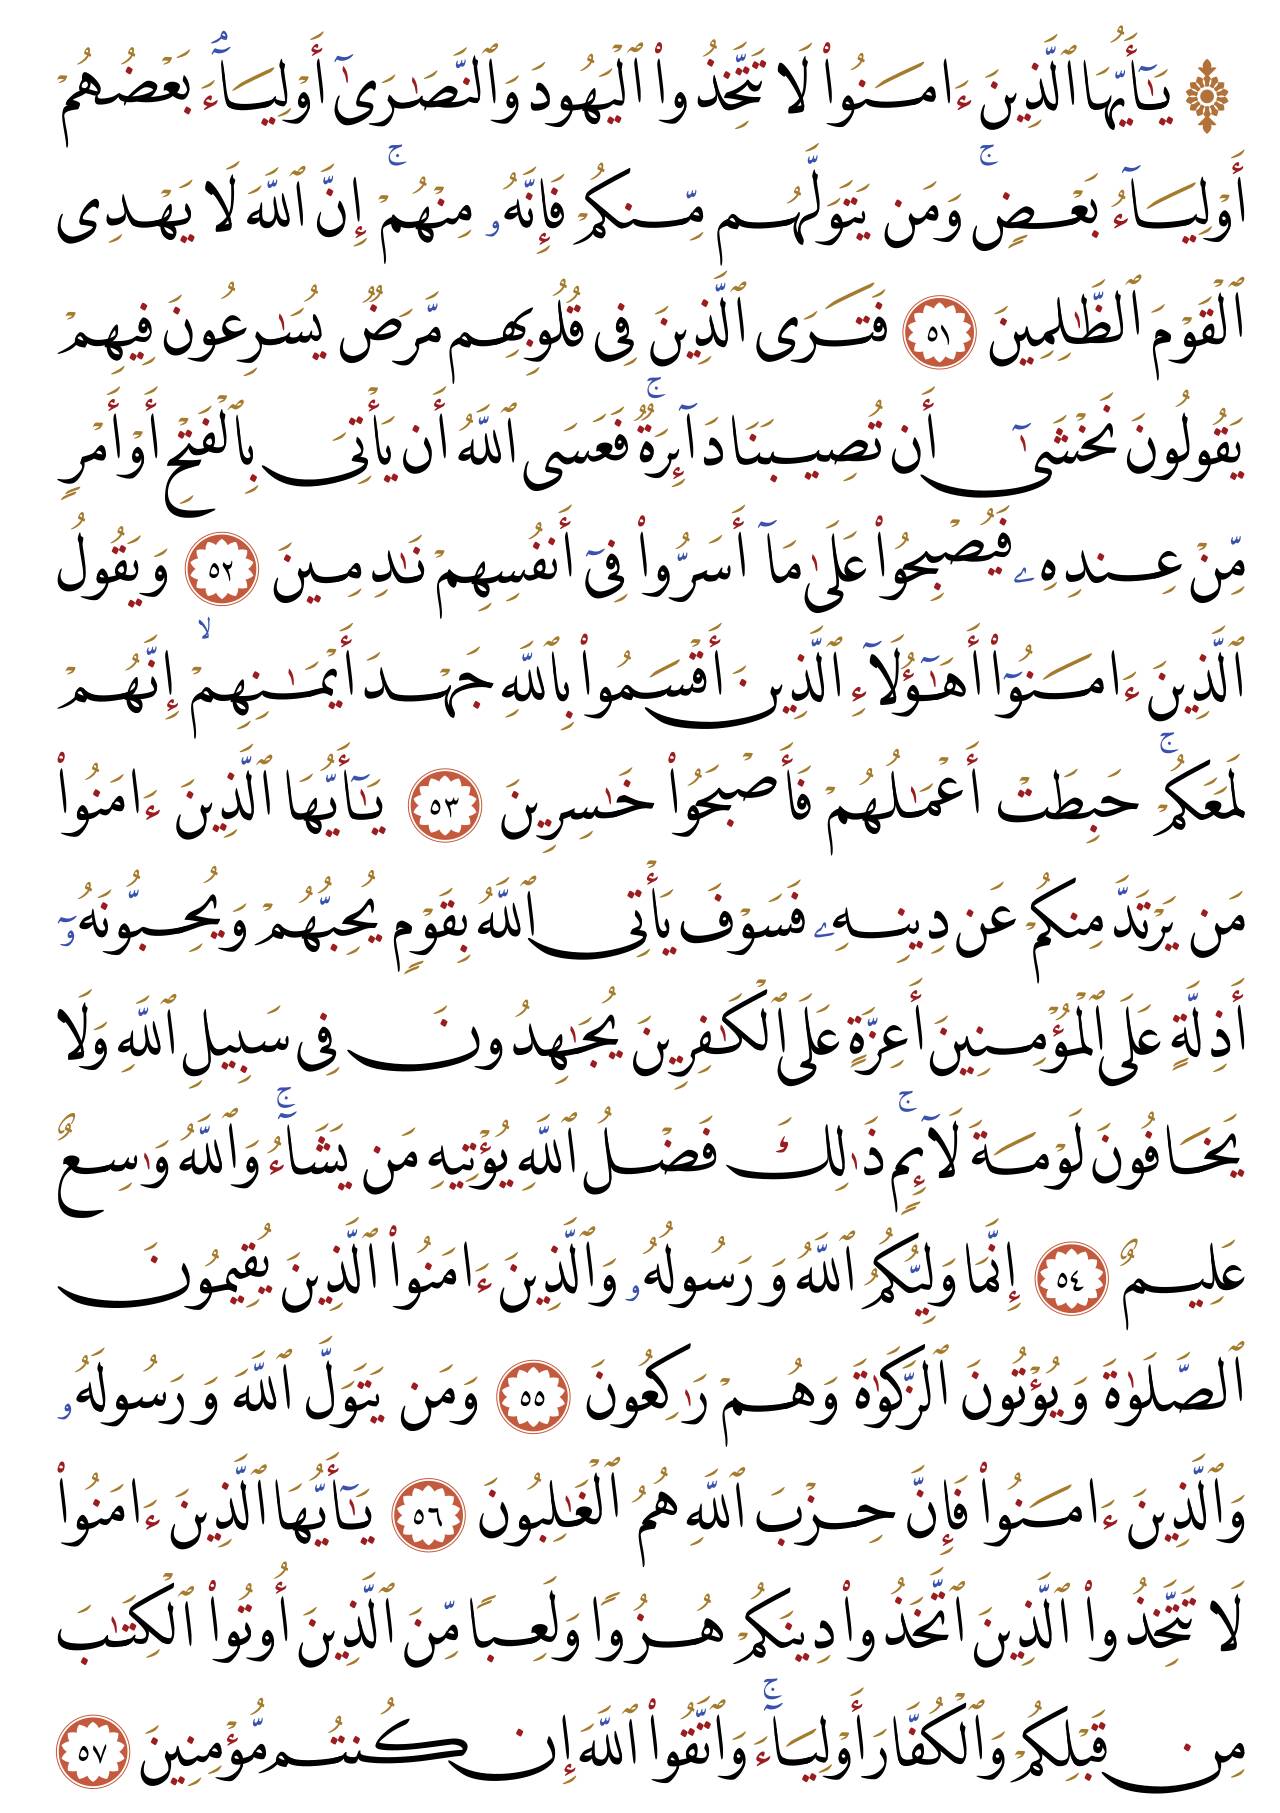 ۞ يَـٰٓأَيُّهَا ٱلَّذِينَ ءَامَنُوا۟ لَا تَتَّخِذُوا۟ ٱلْيَهُودَ وَٱلنَّصَـٰرَىٰٓ أَوْلِيَآءَ ۘ بَعْضُهُمْ
أَوْلِيَآءُ بَعْضٍ ۚ وَمَن يَتَوَلَّهُم مِّنكُمْ فَإِنَّهُۥ مِنْهُمْ ۚ إِنَّ ٱللَّهَ لَا يَهْدِى
ٱلْقَوْمَ ٱلظَّـٰلِمِينَ ٥١ فَتَرَى ٱلَّذِينَ فِى قُلُوبِهِم مَّرَضٌ يُسَـٰرِعُونَ فِيهِمْ
يَقُولُونَ نَخْشَىٰٓ أَن تُصِيبَنَا دَآئِرَةٌ ۚ فَعَسَى ٱللَّهُ أَن يَأْتِىَ بِٱلْفَتْحِ أَوْ أَمْرٍ
مِّنْ عِندِهِۦ فَيُصْبِحُوا۟ عَلَىٰ مَآ أَسَرُّوا۟ فِىٓ أَنفُسِهِمْ نَـٰدِمِينَ ٥٢ وَيَقُولُ
ٱلَّذِينَ ءَامَنُوٓا۟ أَهَـٰٓؤُلَآءِ ٱلَّذِينَ أَقْسَمُوا۟ بِٱللَّهِ جَهْدَ أَيْمَـٰنِهِمْ ۙ إِنَّهُمْ
لَمَعَكُمْ ۚ حَبِطَتْ أَعْمَـٰلُهُمْ فَأَصْبَحُوا۟ خَـٰسِرِينَ ٥٣ يَـٰٓأَيُّهَا ٱلَّذِينَ ءَامَنُوا۟
مَن يَرْتَدَّ مِنكُمْ عَن دِينِهِۦ فَسَوْفَ يَأْتِى ٱللَّهُ بِقَوْمٍ يُحِبُّهُمْ وَيُحِبُّونَهُۥٓ
أَذِلَّةٍ عَلَى ٱلْمُؤْمِنِينَ أَعِزَّةٍ عَلَى ٱلْكَـٰفِرِينَ يُجَـٰهِدُونَ فِى سَبِيلِ ٱللَّهِ وَلَا
يَخَافُونَ لَوْمَةَ لَآئِمٍ ۚ ذَٰلِكَ فَضْلُ ٱللَّهِ يُؤْتِيهِ مَن يَشَآءُ ۚ وَٱللَّهُ وَٰسِعٌ
عَلِيمٌ ٥٤ إِنَّمَا وَلِيُّكُمُ ٱللَّهُ وَرَسُولُهُۥ وَٱلَّذِينَ ءَامَنُوا۟ ٱلَّذِينَ يُقِيمُونَ
ٱلصَّلَوٰةَ وَيُؤْتُونَ ٱلزَّكَوٰةَ وَهُمْ رَٰكِعُونَ ٥٥ وَمَن يَتَوَلَّ ٱللَّهَ وَرَسُولَهُۥ
وَٱلَّذِينَ ءَامَنُوا۟ فَإِنَّ حِزْبَ ٱللَّهِ هُمُ ٱلْغَـٰلِبُونَ ٥٦ يَـٰٓأَيُّهَا ٱلَّذِينَ ءَامَنُوا۟
لَا تَتَّخِذُوا۟ ٱلَّذِينَ ٱتَّخَذُوا۟ دِينَكُمْ هُزُوًا وَلَعِبًا مِّنَ ٱلَّذِينَ أُوتُوا۟ ٱلْكِتَـٰبَ
مِن قَبْلِكُمْ وَٱلْكُفَّارَ أَوْلِيَآءَ ۚ وَٱتَّقُوا۟ ٱللَّهَ إِن كُنتُم مُّؤْمِنِينَ ٥٧